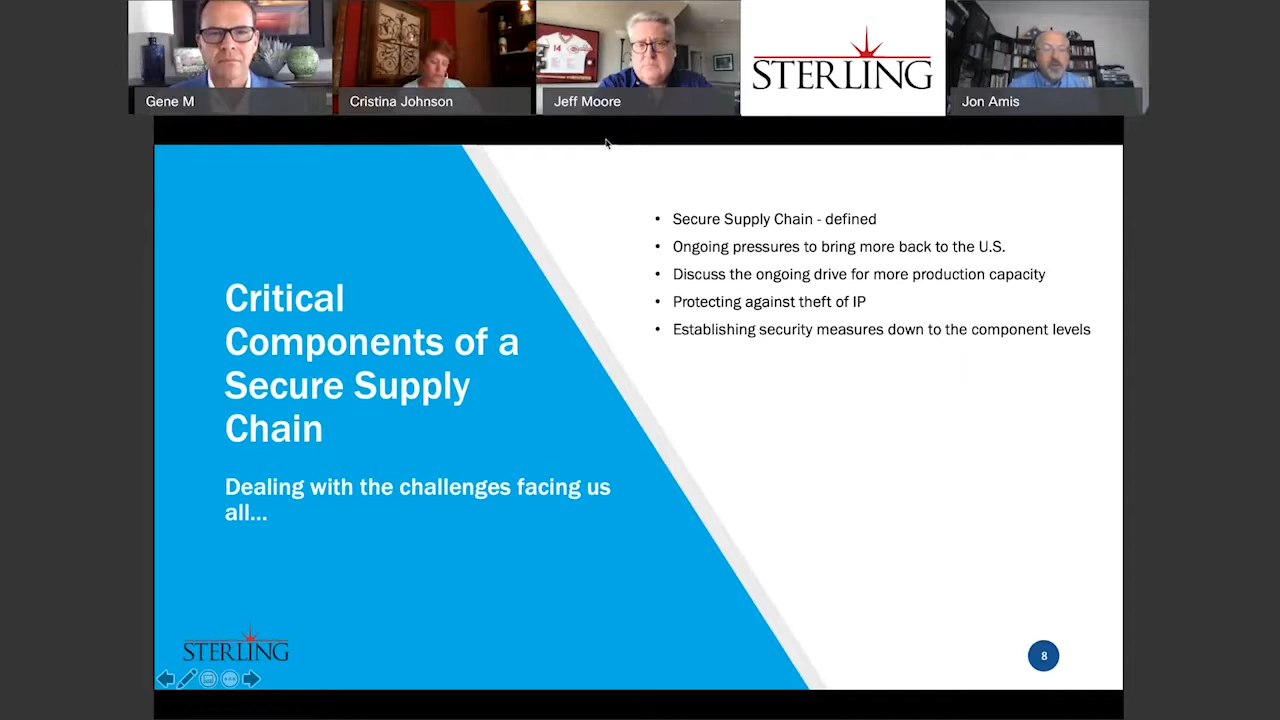 Gene M
Cristina Johnson
Jeff Moore
14
STERLING
Jon Amis
Critical
Components of a
Secure Supply
Chain
Dealing with the challenges facing us
all...
• Secure Supply Chain - defined
• Ongoing pressures to bring more back to the U.S.
• Discuss the ongoing drive for more production capacity
• Protecting against theft of IP
• Establishing security measures down to the component levels
STERLING
8